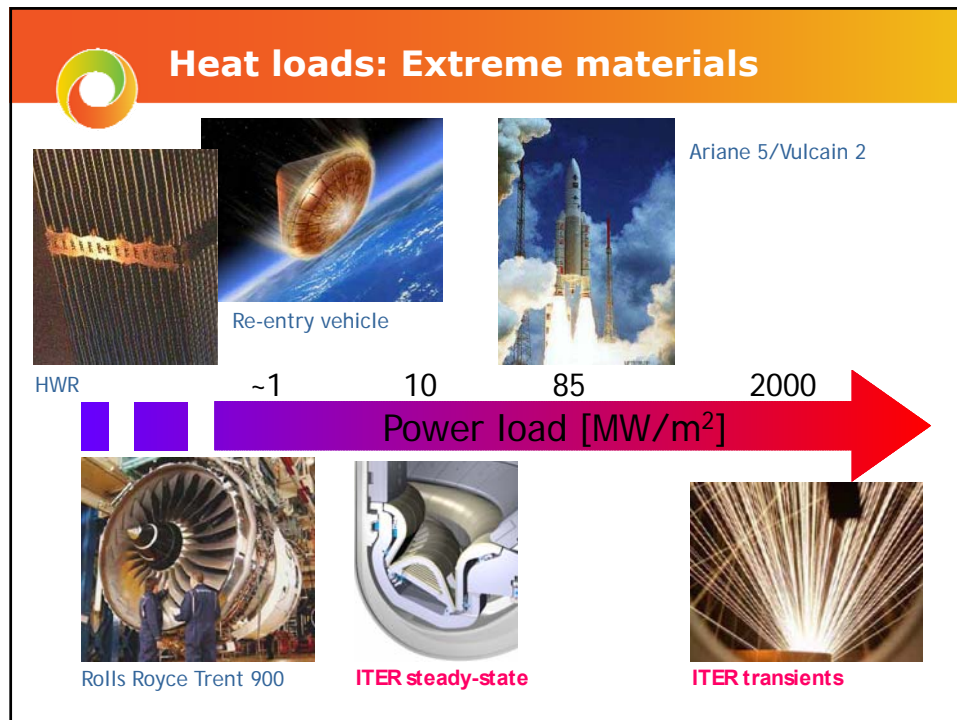 Heat loads: Extreme materials
Ariane 5/Vulcain 2
Re-entry vehicle
HWR
~1 10 85 2000
Power load [MW/m²]
Rolls Royce Trent 900
ITER steady-state
ITER transients